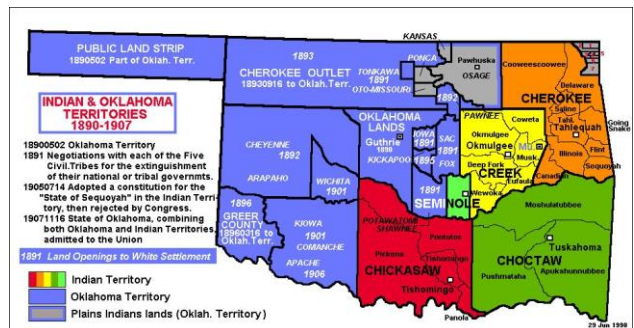 KANSAS
PUBLIC LAND STRIP
18900502 Part of Oklah. Terr.
1893
CHEROKEE OUTLET
18930916 to Oklah. Terr.
TONKAWA
1891
OTO-MISSOURI
PONCA
Pawhuska
OSAGE
Cooweescoowee
Delaware
Saline
CHEROKEE
Tahl.
Tahlequah
Going
Snake
Illinois
Flint
Sequoyah
Canadian
INDIAN & OKLAHOMA
TERRITORIES
1890-1907
18900502 Oklahoma Territory
1891 Negotiations with each of the Five
Civil.Tribes for the extinguishment
of their national or tribal governmts.
19050714 Adopted a constitution for the
"State of Sequoyah" in the Indian Terri-
tory, then rejected by Congress.
19071116 State of Oklahoma, combining
both Oklahoma and Indian Territories,
admitted to the Union
1891 Land Openings to White Settlement
Indian Territory
Oklahoma Territory
Plains Indians lands (Oklah. Territory)
OKLAHOMA
LANDS
Guthrie
1890
KICKAPOO
1892
IOWA
1891
1895
SAC
1891
FOX
PAWNEE
CHEYENNE
1892
ARAPAHO
WICHITA
1901
1891
SEMINOLE
Wewoka
Okmulgee
Coweta
Okmulgee
Mu.
Musk.
Deep Fork
CREEK
Eufaula
1896
GREER
COUNTY
18960316 to
Oklah.Terr.
KIOWA
1901
COMANCHE
APACHE
1906
POTAWATOMI
SHAWNEE
Pontotoc
Pickens
Tishomingo
CHICKASAW
Tishomingo
Panola
Moshulatubbee
Tuskahoma
CHOCTAW
Apukshunnubbee
Pushmataha
29 Jun 1998